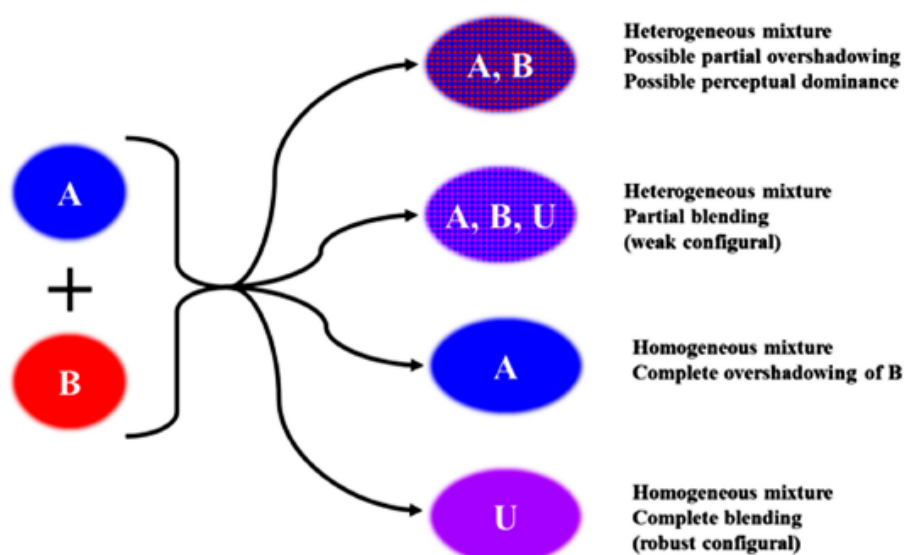 A
+
B
A, B
Heterogeneous mixture
Possible partial overshadowing
Possible perceptual dominance
A, B, U
Heterogeneous mixture
Partial blending
(weak configural)
A
Homogeneous mixture
Complete overshadowing of B
U
Homogeneous mixture
Complete blending
(robust configural)